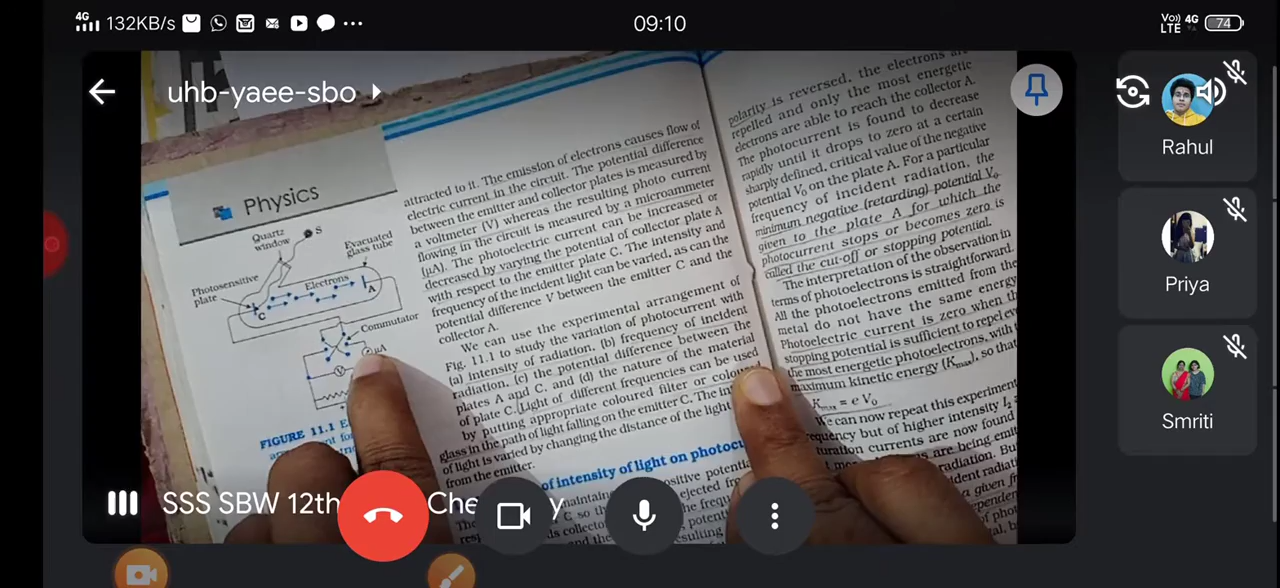 4G 132KB/s
09:10
Vo)) LTE 4G 74
uhb-yaee-sbo
Rahul
Priya
Smriti
Physics
Quartz window
S
Evacuated glass tube
Photosensitive plate
Electrons
C
A
Commutator
µA
V
FIGURE 11.1
attracted to it. The emission of electrons causes flow of
electric current in the circuit. The potential difference
between the emitter and collector plates is measured by
a voltmeter (V) whereas the resulting photo current
flowing in the circuit is measured by a microammeter
(µA). The photoelectric current can be increased or
decreased by varying the potential of collector plate A
with respect to the emitter plate C. The intensity and
frequency of the incident light can be varied, as can the
potential difference V between the emitter C and the
collector A.
We can use the experimental arrangement of
Fig. 11.1 to study the variation of photocurrent with
(a) intensity of radiation, (b) frequency of incident
radiation, (c) the potential difference between the
plates A and C, and (d) the nature of the material
of plate C. Light of different frequencies can be used
by putting appropriate coloured filter or coloured
glass in the path of light falling on the emitter C. The
of light is varied by changing the distance of the light
from the emitter.
of intensity of light on
polarity is reversed, the electrons are
repelled and only the most energetic
electrons are able to reach the collector A.
The photocurrent is found to decrease
rapidly until it drops to zero at a certain
sharply defined, critical value of the negative
potential V₀ on the plate A. For a particular
frequency of incident radiation, the
minimum negative (retarding) potential V₀
given to the plate A for which the
photocurrent stops or becomes zero is
called the cut-off or stopping potential.
The interpretation of the observation in
terms of photoelectrons is straightforward.
All the photoelectrons emitted from the
metal do not have the same energy
Photoelectric current is zero when the
stopping potential is sufficient to repel
the most energetic photoelectrons, with
maximum kinetic energy (Kmax), so that
= e V₀
We can now repeat this experiment
but of higher intensity
currents are now found
are being
radiation. But
SSS SBW 12th